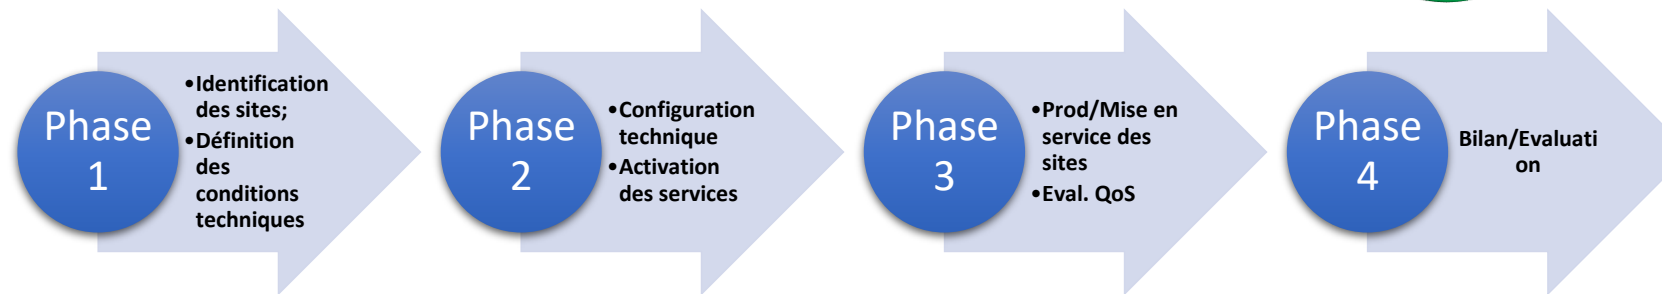 Phase
1
•Identification
des sites;
•Définition
des
conditions
techniques
Phase
2
•Configuration
technique
•Activation
des services
Phase
3
•Prod/Mise en
service des
sites
•Eval. QoS
Phase
4
Bilan/Evaluati
on